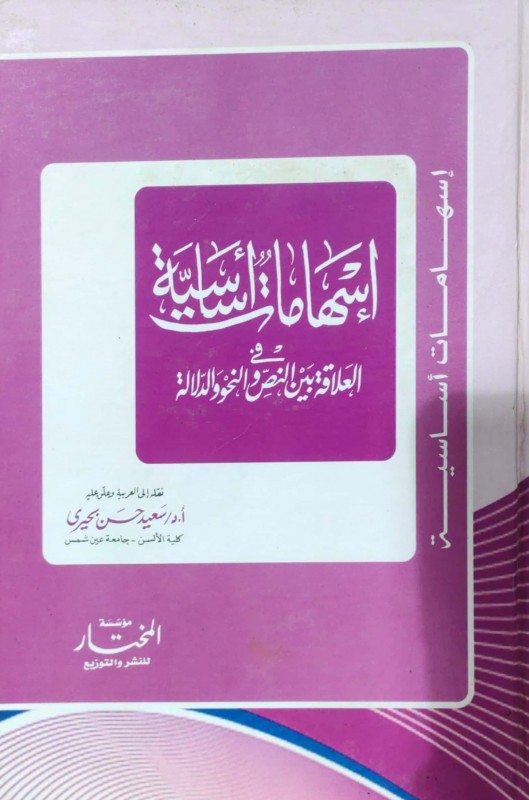 إسهامات أساسية
في
العلاقة بين النص والنحو والدلالة
نقله إلى العربية وعلق عليه
أ.د/ سعيد حسن بحيرى
كلية الألسن - جامعة عين شمس
مؤسسة
المختار
للنشر والتوزيع
إسهامات أساسية